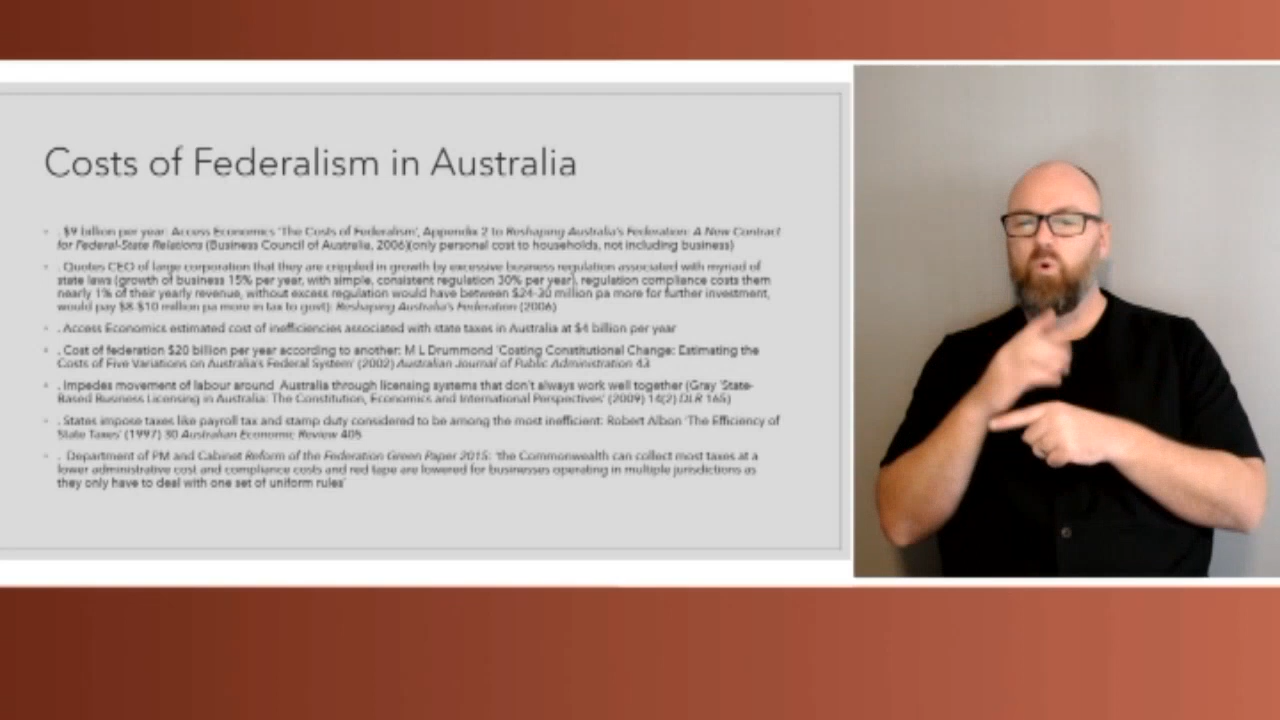 Costs of Federalism in Australia
. $9 billion per year: Access Economics 'The Costs of Federalism', Appendix 2 to Reshaping Australia's Federation: A New Contract
for Federal-State Relations (Business Council of Australia, 2006)(only personal cost to households, not including business)
. Quotes CEO of large corporation that they are crippled in growth by excessive business regulation associated with myriad of
state laws (growth of business 15% per year, with simple, consistent regulation 30% per year), regulation compliance costs them
nearly 1% of their yearly revenue, without excess regulation would have between $24-30 million pa more for further investment,
would pay $8-$10 million pa more in tax to govt): Reshaping Australia's Federation (2006)
. Access Economics estimated cost of inefficiencies associated with state taxes in Australia at $4 billion per year
. Cost of federation $20 billion per year according to another: M L Drummond 'Costing Constitutional Change: Estimating the
Costs of Five Variations on Australia's Federal System' (2002) Australian Journal of Public Administration 43
. Impedes movement of labour around Australia through licensing systems that don't always work well together (Gray 'State-
Based Business Licensing in Australia: The Constitution, Economics and International Perspectives' (2009) 14(2) DLR 165)
. States impose taxes like payroll tax and stamp duty considered to be among the most inefficient: Robert Albon 'The Efficiency of
State Taxes' (1997) 30 Australian Economic Review 405
. Department of PM and Cabinet Reform of the Federation Green Paper 2015: 'the Commonwealth can collect most taxes at a
lower administrative cost and compliance costs and red tape are lowered for businesses operating in multiple jurisdictions as
they only have to deal with one set of uniform rules'